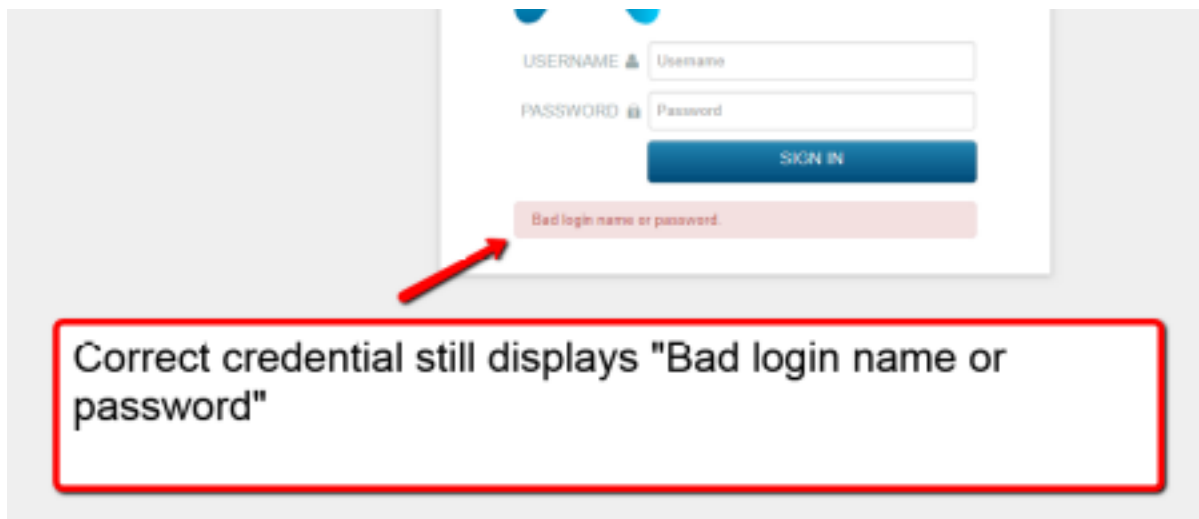 USERNAME Username
PASSWORD Password
SIGN IN
Bad login name or password.
Correct credential still displays "Bad login name or
password"